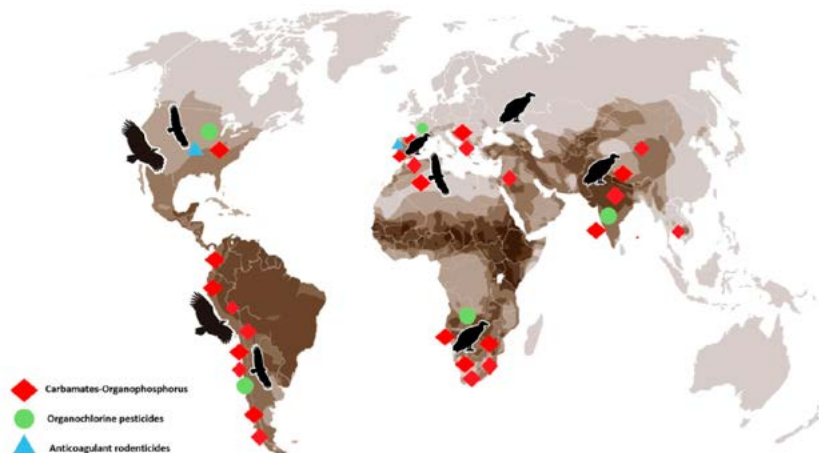 Carbamates-Organophosphorus
Organochlorine pesticides
Anticoagulant rodenticides